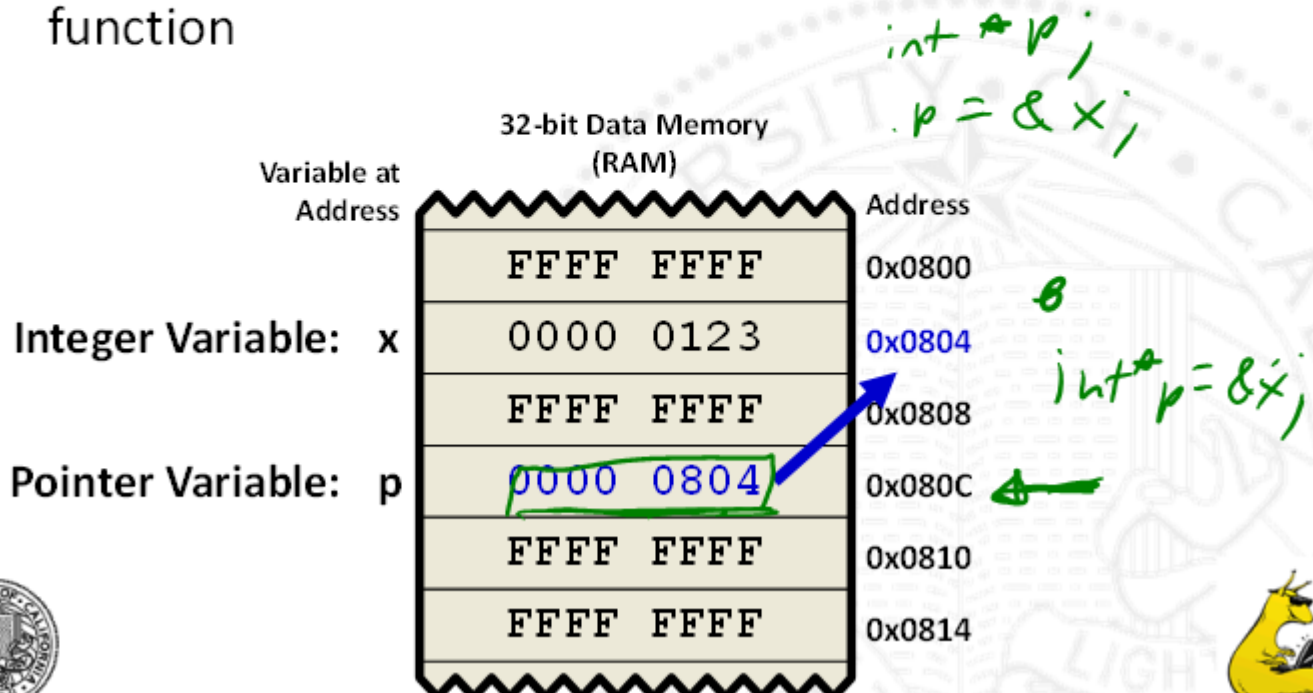 function
int * p;
p = & x;
32-bit Data Memory
(RAM)
Variable at
Address
Address
FFFF FFFF 0x0800
Integer Variable: x 0000 0123 0x0804
int* p = &x;
FFFF FFFF 0x0808
Pointer Variable: p 0000 0804 0x080C
FFFF FFFF 0x0810
FFFF FFFF 0x0814